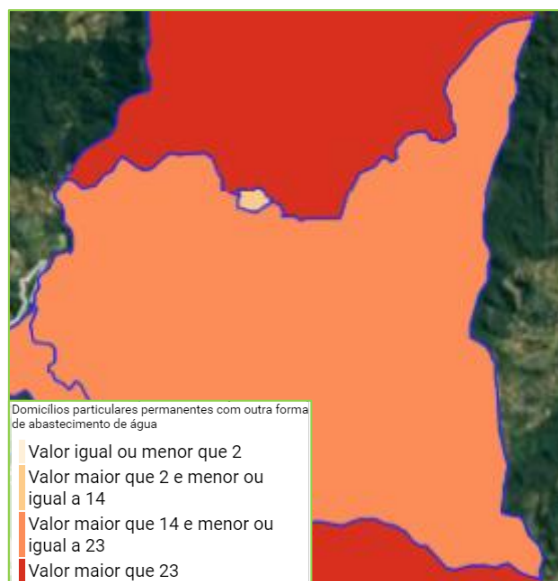 Domicílios particulares permanentes com outra forma
de abastecimento de água
Valor igual ou menor que 2
Valor maior que 2 e menor ou
igual a 14
Valor maior que 14 e menor ou
igual a 23
Valor maior que 23